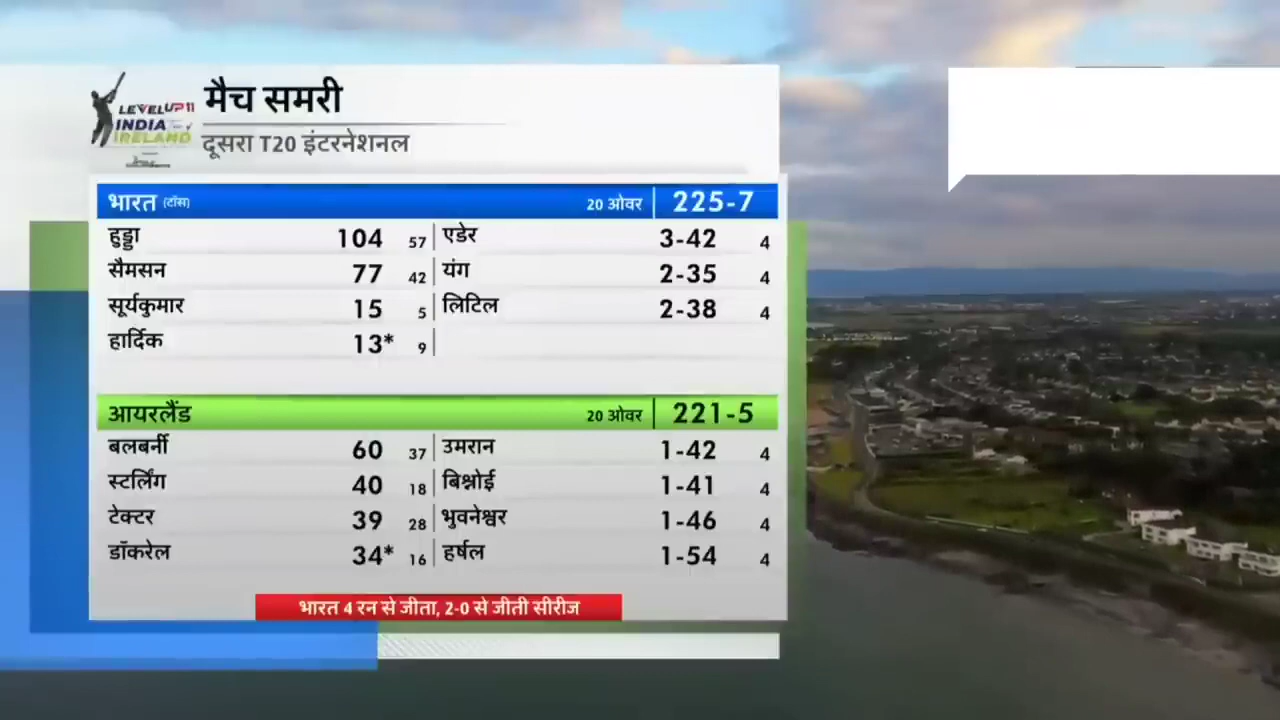 LEVELUP11
INDIA
IRELAND
मैच समरी
दूसरा T20 इंटरनेशनल
भारत (टॉस) 20 ओवर 225-7
हुड्डा 104 57 एडेर 3-42 4
सैमसन 77 42 यंग 2-35 4
सूर्यकुमार 15 5 लिटिल 2-38 4
हार्दिक 13* 9
आयरलैंड 20 ओवर 221-5
बलबर्नी 60 37 उमरान 1-42 4
स्टर्लिंग 40 18 बिश्नोई 1-41 4
टेक्टर 39 28 भुवनेश्वर 1-46 4
डॉकरेल 34* 16 हर्षल 1-54 4
भारत 4 रन से जीता, 2-0 से जीती सीरीज